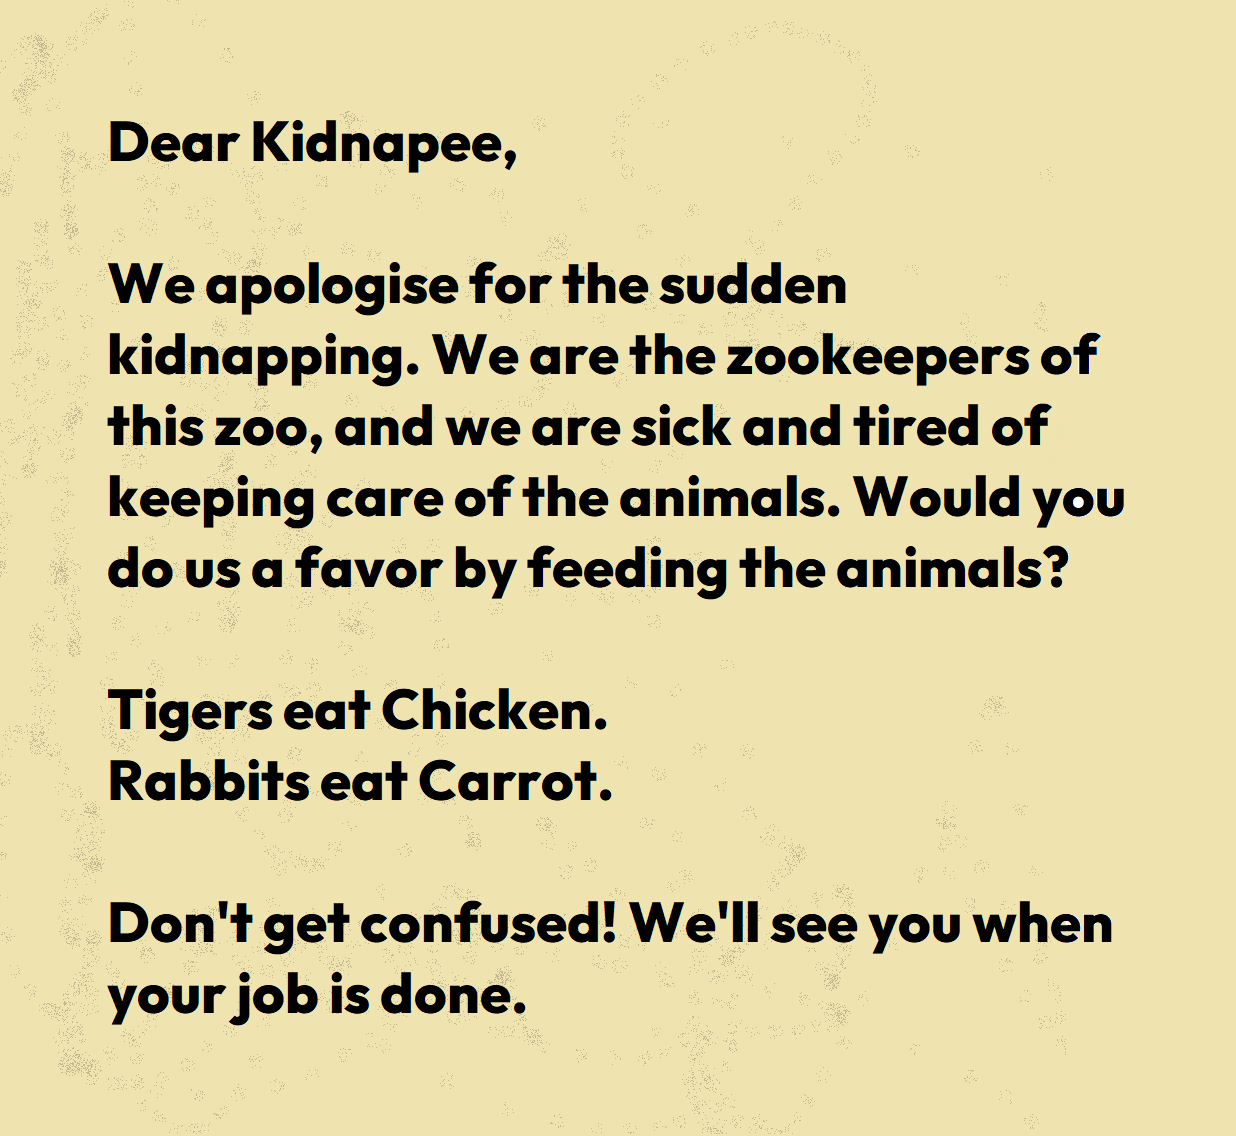 Dear Kidnapee,
We apologise for the sudden
kidnapping. We are the zookeepers of
this zoo, and we are sick and tired of
keeping care of the animals. Would you
do us a favor by feeding the animals?
Tigers eat Chicken.
Rabbits eat Carrot.
Don't get confused! We'll see you when
your job is done.